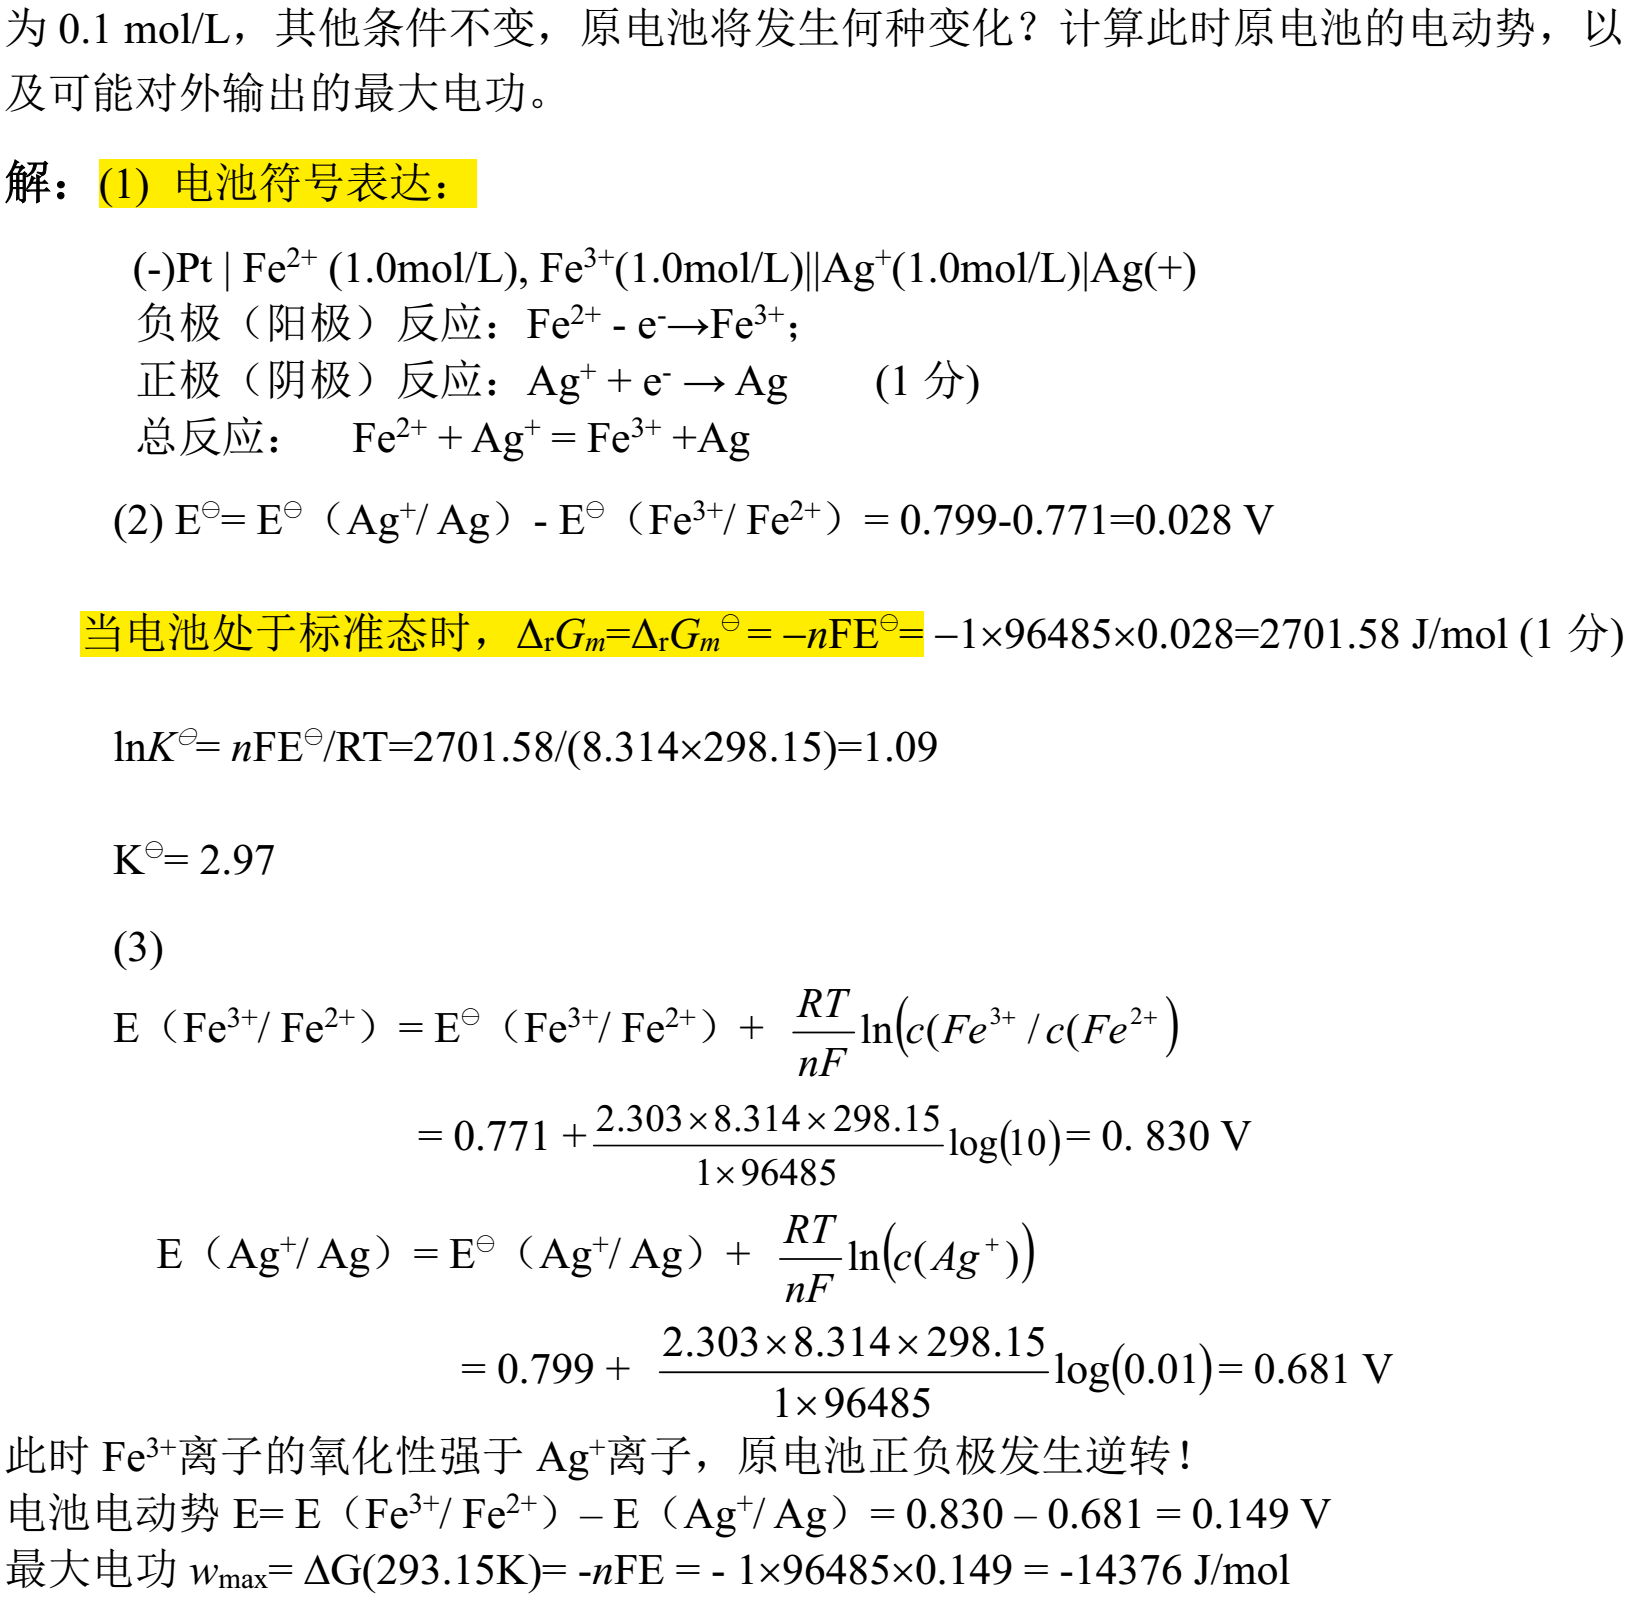 为 0.1 mol/L，其他条件不变，原电池将发生何种变化？计算此时原电池的电动势，以
及可能对外输出的最大电功。
解：(1) 电池符号表达：
(-)Pt | Fe²⁺ (1.0mol/L), Fe³⁺(1.0mol/L)||Ag⁺(1.0mol/L)|Ag(+)
负极（阳极）反应：Fe²⁺ - e⁻→Fe³⁺；
正极（阴极）反应：Ag⁺ + e⁻ → Ag (1 分)
总反应： Fe²⁺ + Ag⁺ = Fe³⁺ +Ag
(2) E^⊖= E^⊖（Ag⁺/ Ag）- E^⊖（Fe³⁺/ Fe²⁺）= 0.799-0.771=0.028 V
当电池处于标准态时，ΔrGm=ΔrGm^⊖ = –nFE^⊖= –1×96485×0.028=2701.58 J/mol (1 分)
lnK^⊖= nFE^⊖/RT=2701.58/(8.314×298.15)=1.09
K^⊖= 2.97
(3)
E（Fe³⁺/ Fe²⁺）= E^⊖（Fe³⁺/ Fe²⁺）+ RT/nF ln(c(Fe³⁺ / c(Fe²⁺)
= 0.771 + 2.303×8.314×298.15/1×96485 log(10)= 0. 830 V
E（Ag⁺/ Ag）= E^⊖（Ag⁺/ Ag）+ RT/nF ln(c(Ag⁺))
= 0.799 + 2.303×8.314×298.15/1×96485 log(0.01)= 0.681 V
此时 Fe³⁺离子的氧化性强于 Ag⁺离子，原电池正负极发生逆转！
电池电动势 E= E（Fe³⁺/ Fe²⁺）– E（Ag⁺/ Ag）= 0.830 – 0.681 = 0.149 V
最大电功 wmax= ΔG(293.15K)= -nFE = - 1×96485×0.149 = -14376 J/mol